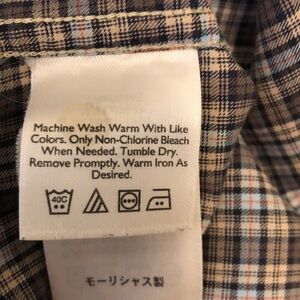 Machine Wash Warm With Like
Colors. Only Non-Chlorine Bleach
When Needed. Tumble Dry.
Remove Promptly. Warm Iron As
Desired.
40C
モーリシャス製